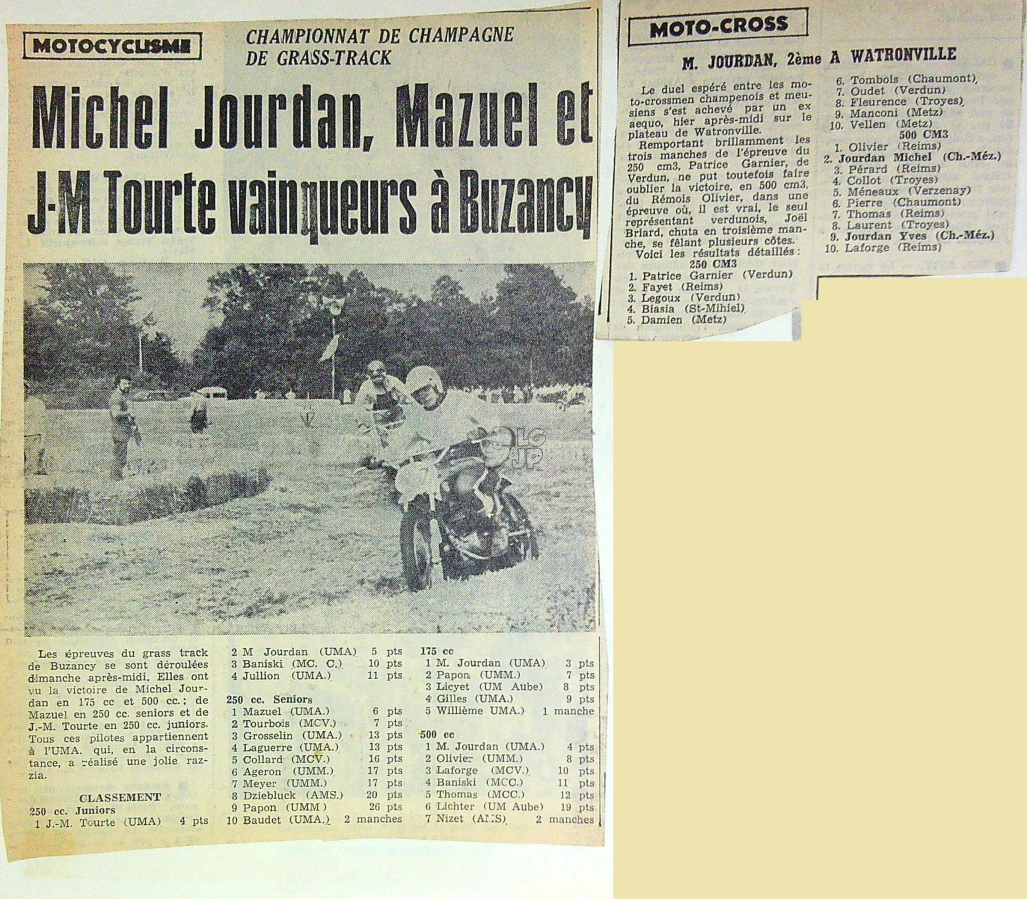 MOTOCYCLISME
CHAMPIONNAT DE CHAMPAGNE
DE GRASS-TRACK
Michel Jourdan, Mazuel et
J-M Tourte vainqueurs à Buzancy
LG
JP
Les épreuves du grass track
de Buzancy se sont déroulées
dimanche après-midi. Elles ont
vu la victoire de Michel Jour-
dan en 175 cc et 500 cc. ; de
Mazuel en 250 cc. seniors et de
J.-M. Tourte en 250 cc. juniors.
Tous ces pilotes appartiennent
à l'UMA. qui, en la circons-
tance, a réalisé une jolie raz-
zia.
CLASSEMENT
250 cc. Juniors
1 J.-M. Tourte (UMA) 4 pts
2 M Jourdan (UMA) 5 pts
3 Baniski (MC. C.) 10 pts
4 Jullion (UMA.) 11 pts
250 cc. Seniors
1 Mazuel (UMA.) 6 pts
2 Tourbois (MCV.) 7 pts
3 Grosselin (UMA.) 13 pts
4 Laguerre (UMA.) 13 pts
5 Collard (MCV.) 16 pts
6 Ageron (UMM.) 17 pts
7 Meyer (UMM.) 17 pts
8 Dziebluck (AMS.) 20 pts
9 Papon (UMM ) 26 pts
10 Baudet (UMA.) 2 manches
175 cc
1 M. Jourdan (UMA) 3 pts
2 Papon (UMM.) 7 pts
3 Licyet (UM Aube) 8 pts
4 Gilles (UMA.) 9 pts
5 Willième UMA.) 1 manche
500 cc
1 M. Jourdan (UMA.) 4 pts
2 Olivier (UMM.) 8 pts
3 Laforge (MCV.) 10 pts
4 Baniski (MCC.) 11 pts
5 Thomas (MCC.) 12 pts
6 Lichter (UM Aube) 19 pts
7 Nizet 2 manches
MOTO-CROSS
M. JOURDAN, 2ème A WATRONVILLE
Le duel espéré entre les mo-
to-crossmen champenois et meu-
siens s'est achevé par un ex
aequo, hier après-midi sur le
plateau de Watronville.
Remportant brillamment les
trois manches de l'épreuve du
250 cm3, Patrice Garnier, de
Verdun, ne put toutefois faire
oublier la victoire, en 500 cm3,
du Rémois Olivier, dans une
épreuve où, il est vrai, le seul
représentant verdunois, Joël
Briard, chuta en troisième man-
che, se fêlant plusieurs côtes.
Voici les résultats détaillés :
250 CM3
1. Patrice Garnier (Verdun)
2. Fayet (Reims)
3. Legoux (Verdun)
4. Biasia (St-Mihiel)
5. Damien (Metz)
6. Tombois (Chaumont)
7. Oudet (Verdun)
8. Fleurence (Troyes)
9. Manconi (Metz)
10. Vellen (Metz)
500 CM3
1. Olivier (Reims)
2. Jourdan Michel (Ch.-Méz.)
3. Pérard (Reims)
4. Collot (Troyes)
5. Méneaux (Verzenay)
6. Pierre (Chaumont)
7. Thomas (Reims)
8. Laurent (Troyes)
9. Jourdan Yves (Ch.-Méz.)
10. Laforge (Reims)